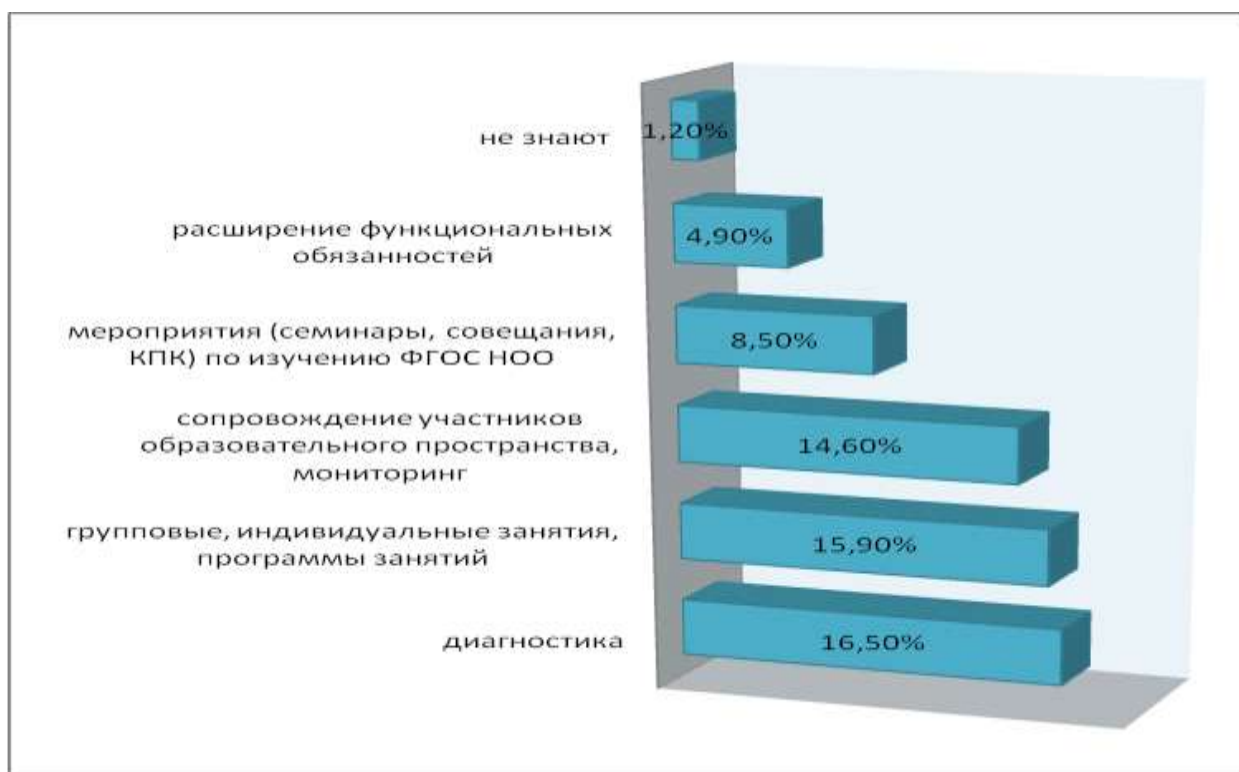 не знают
1,20%
расширение функциональных
обязанностей
4,90%
мероприятия (семинары, совещания,
КПК) по изучению ФГОС НОО
8,50%
сопровождение участников
образовательного пространства,
мониторинг
14,60%
групповые, индивидуальные занятия,
программы занятий
15,90%
диагностика
16,50%